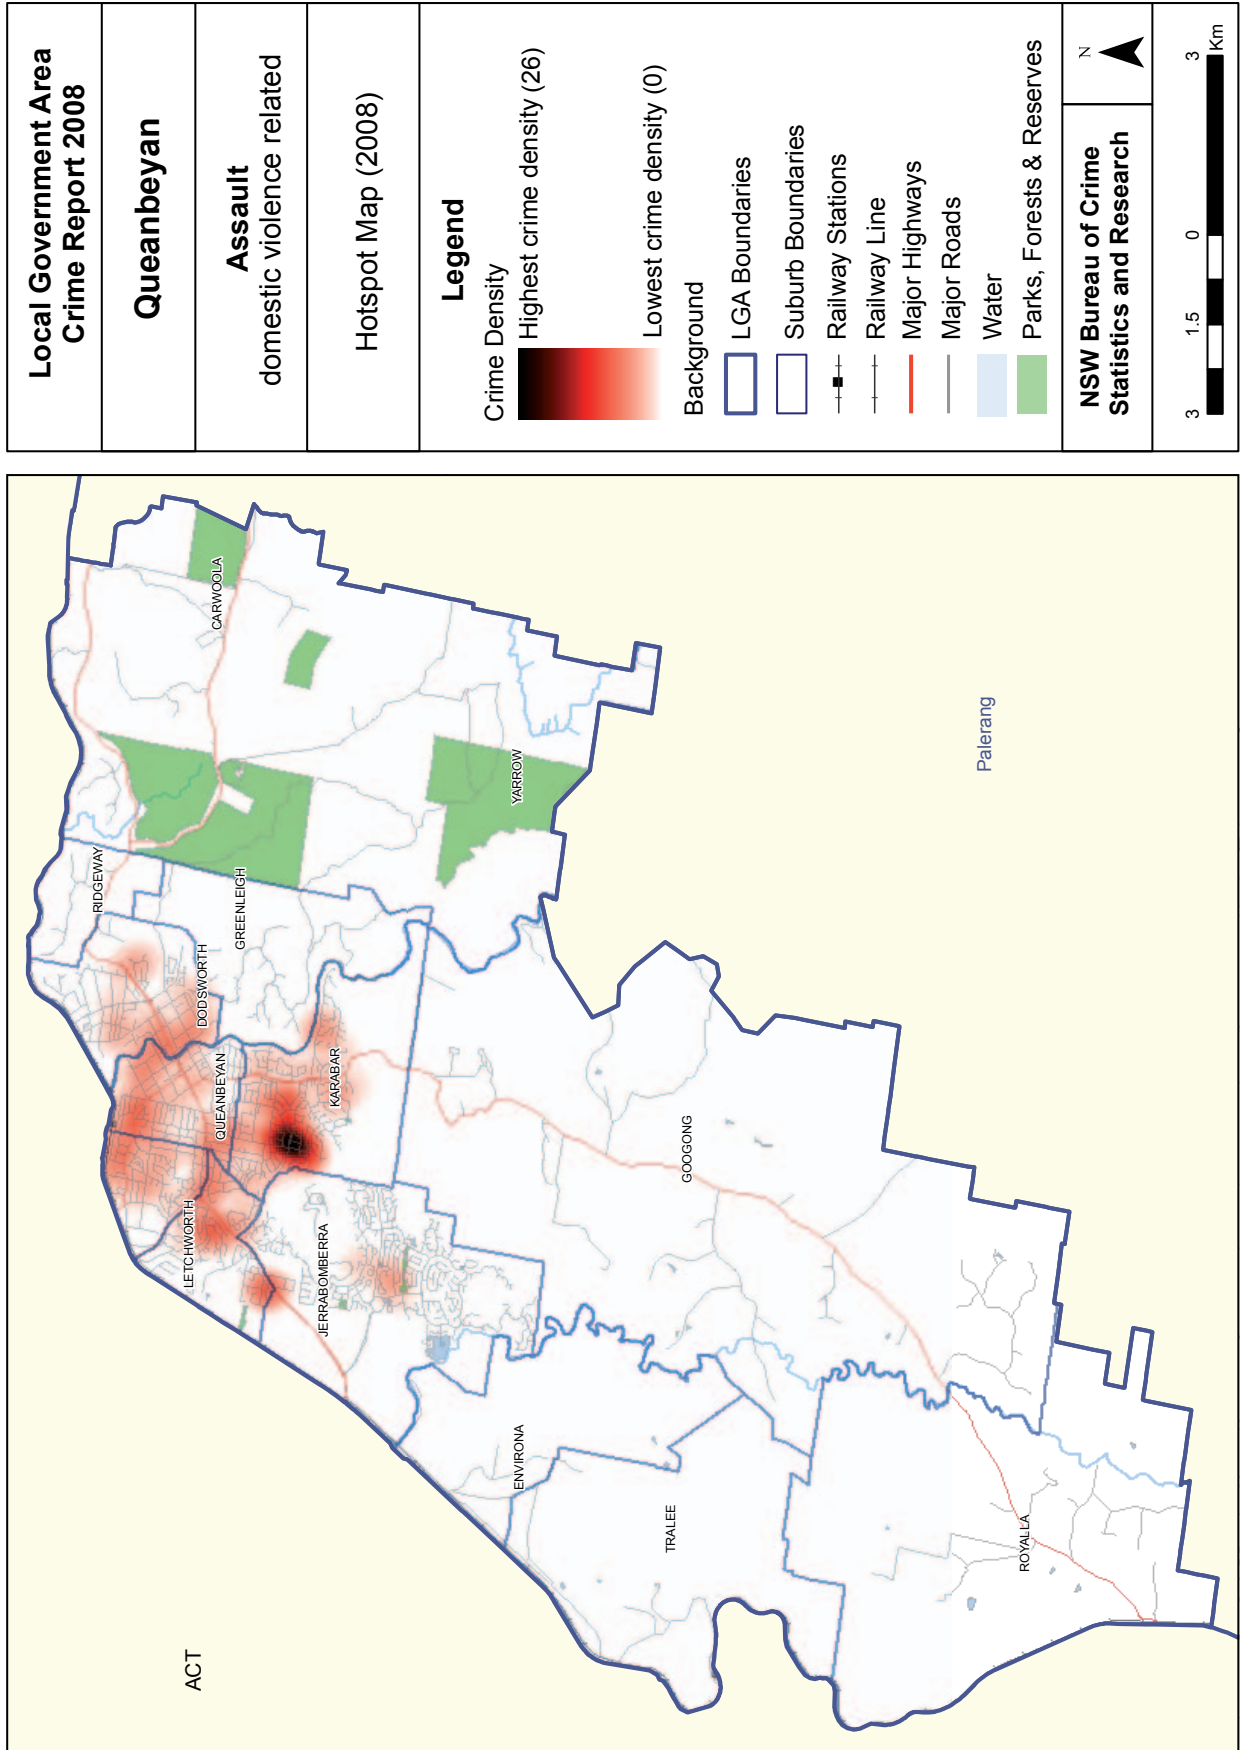 Local Government Area
Crime Report 2008
Queanbeyan
Assault
domestic violence related
Hotspot Map (2008)
Legend
Crime Density
Highest crime density (26)
Lowest crime density (0)
Background
LGA Boundaries
Suburb Boundaries
Railway Stations
Railway Line
Major Highways
Major Roads
Water
Parks, Forests & Reserves
NSW Bureau of Crime
Statistics and Research
N
3 1.5 0 3
Km
ACT
Palerang
CARWOOLA
YARROW
RIDGEWAY
GREENLEIGH
DODSWORTH
QUEANBEYAN
KARABAR
LETCHWORTH
JERRABOMBERRA
GOOGONG
ENVIRONA
TRALEE
ROYALLA